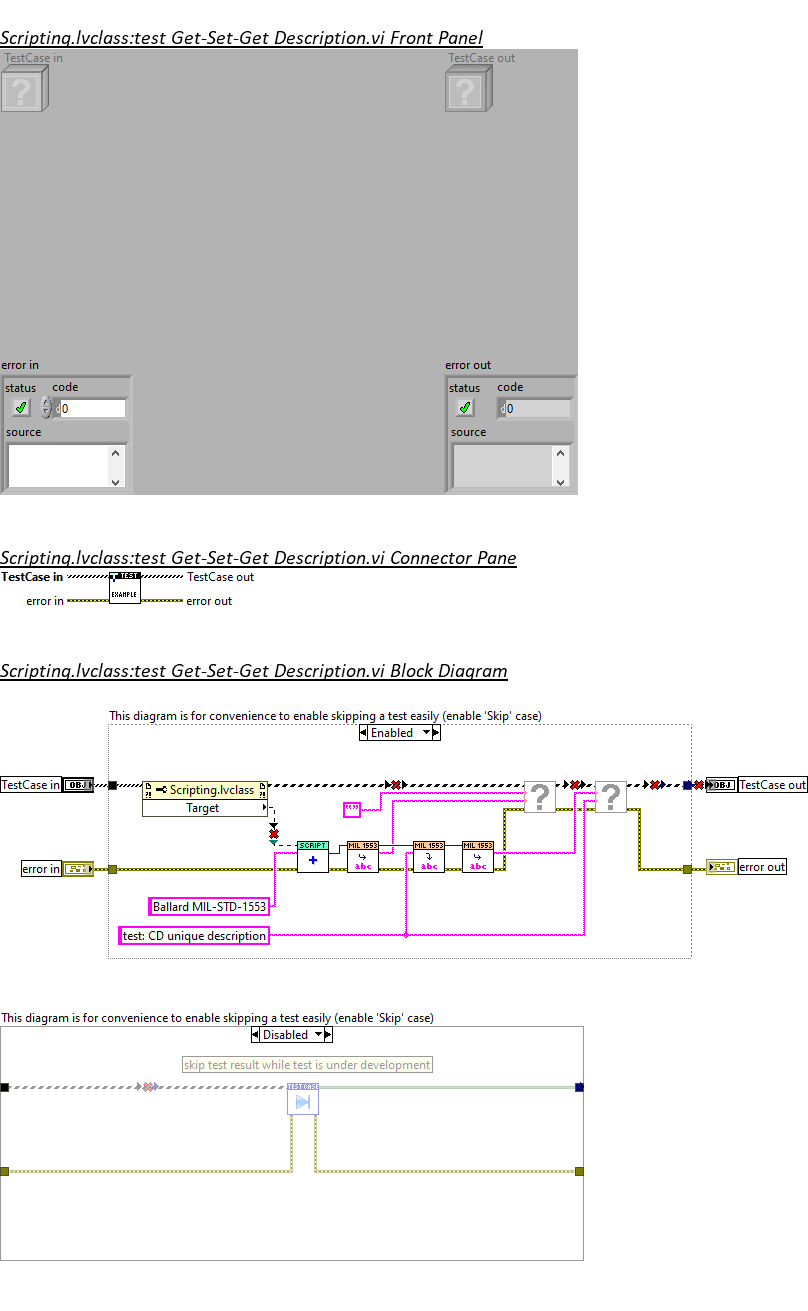 Scripting.lvclass:test Get-Set-Get Description.vi Front Panel
TestCase in
TestCase out
?
?
error in
error out
status
code
status
code
d0
d0
source
source
Scripting.lvclass:test Get-Set-Get Description.vi Connector Pane
TestCase in
TEST
TestCase out
error in
EXAMPLE
error out
Scripting.lvclass:test Get-Set-Get Description.vi Block Diagram
This diagram is for convenience to enable skipping a test easily (enable 'Skip' case)
Enabled
TestCase in
OBJ
Scripting.lvclass
Target
?
?
OBJ
TestCase out
SCRIPT
MIL 1553
MIL 1553
MIL 1553
+
abc
abc
abc
error in
error out
Ballard MIL-STD-1553
test: CD unique description
This diagram is for convenience to enable skipping a test easily (enable 'Skip' case)
Disabled
skip test result while test is under development
TEST CASE